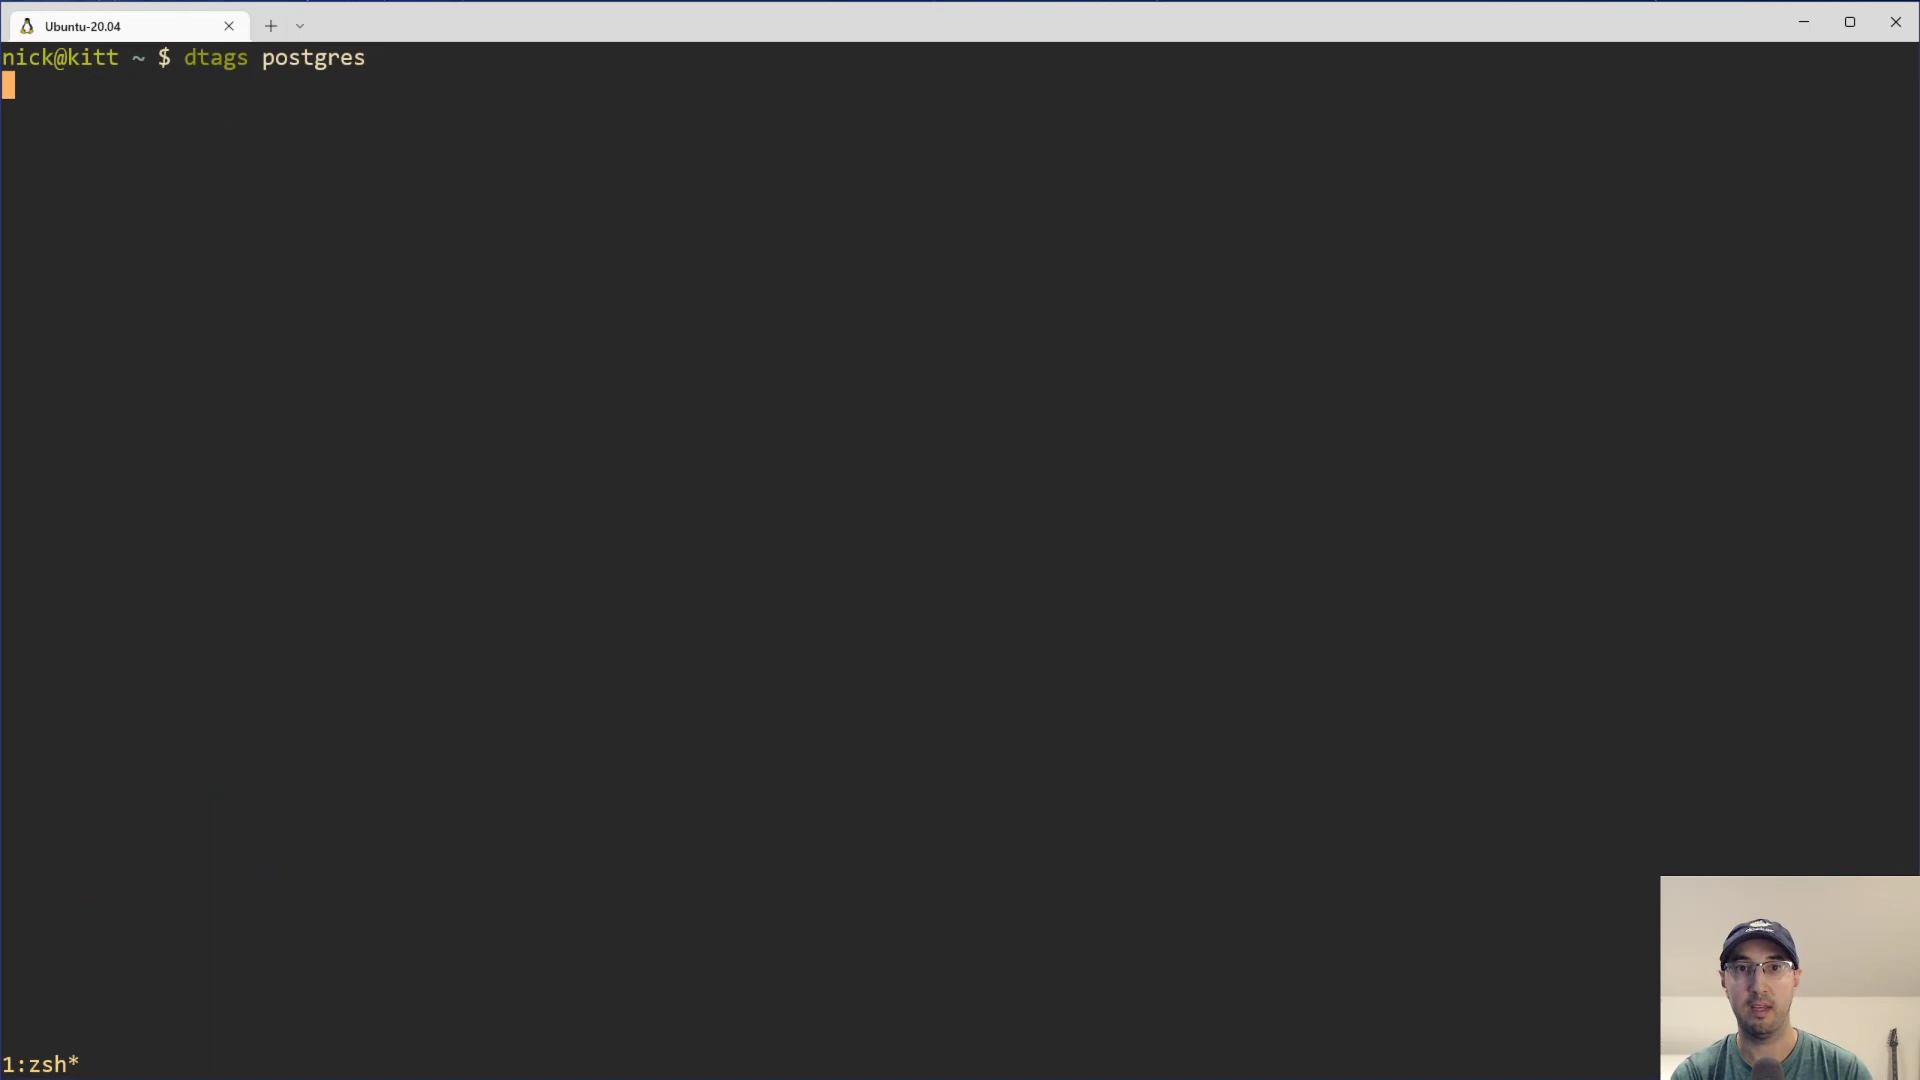 Ubuntu-20.04
nick@kitt ~ $ dtags postgres
1:zsh*